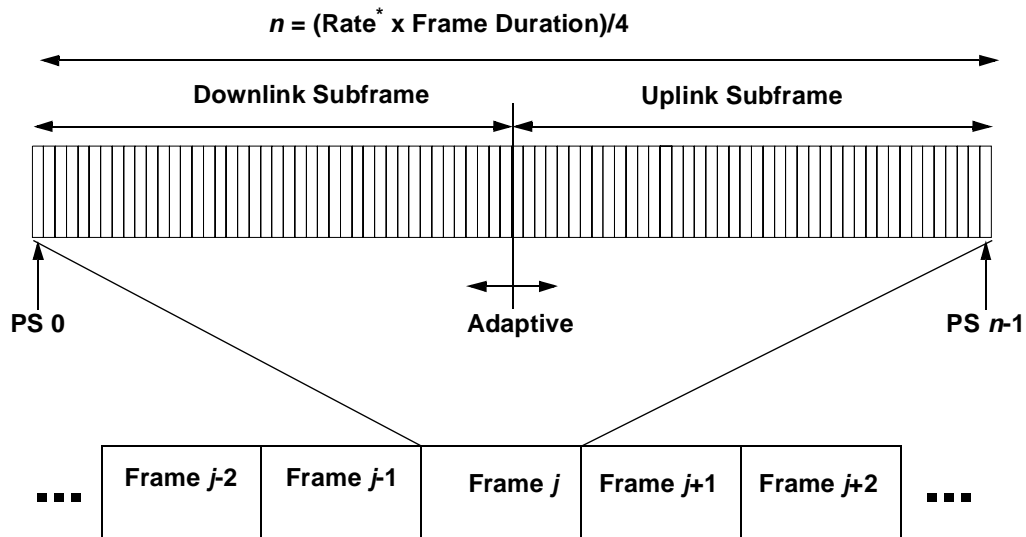 n = (Rate* x Frame Duration)/4
Downlink Subframe Uplink Subframe
PS 0 Adaptive PS n-1
Frame j-2 Frame j-1 Frame j Frame j+1 Frame j+2